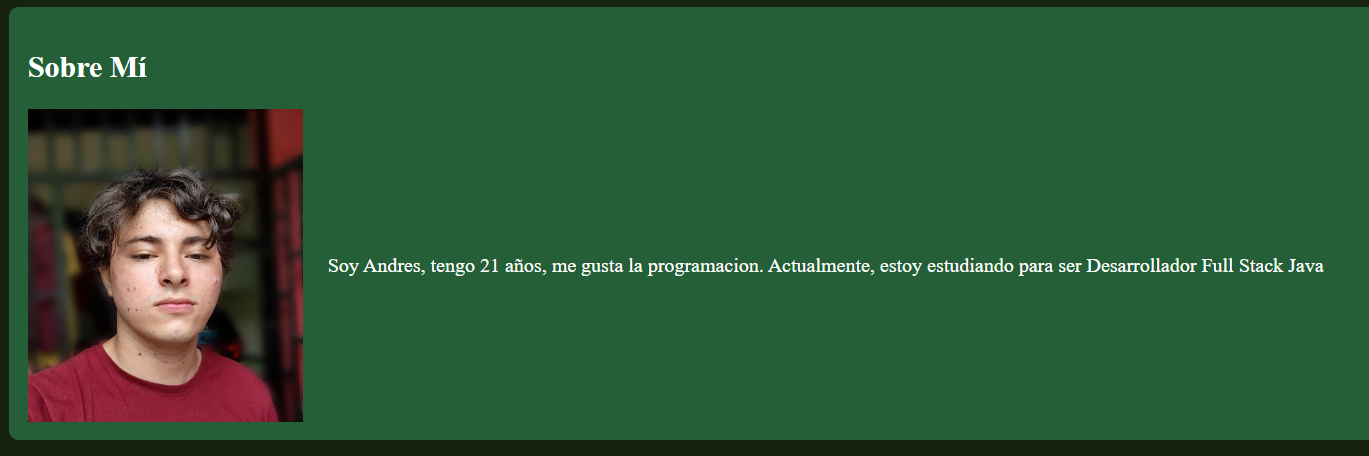 Sobre Mí
Soy Andres, tengo 21 años, me gusta la programacion. Actualmente, estoy estudiando para ser Desarrollador Full Stack Java